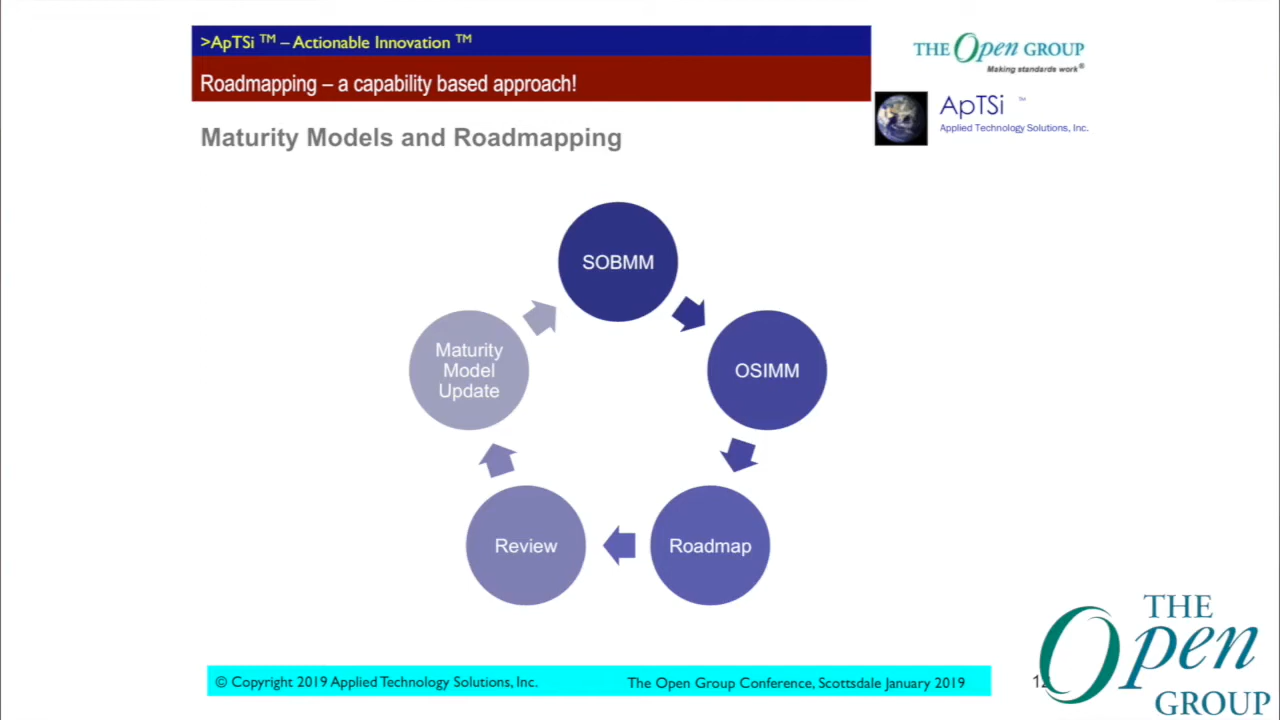 >ApTSi ™ – Actionable Innovation ™
THE Open GROUP
Making standards work®
Roadmapping – a capability based approach!
ApTSi ™
Applied Technology Solutions, Inc.
Maturity Models and Roadmapping
SOBMM
OSIMM
Roadmap
Review
Maturity
Model
Update
© Copyright 2019 Applied Technology Solutions, Inc.
The Open Group Conference, Scottsdale January 2019
THE
Open
GROUP